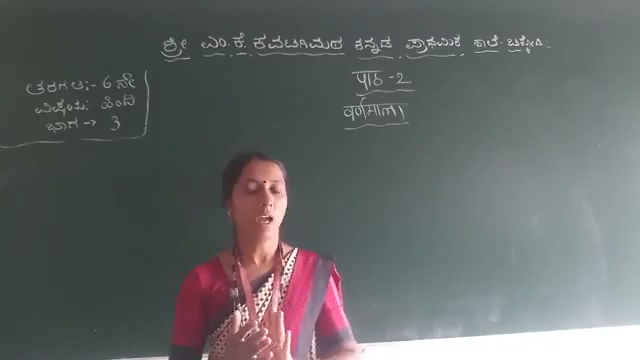 ಶ್ರೀ ಎಂ.ಕೆ. ಕವಟಗಿಮಠ ಕನ್ನಡ ಪ್ರಾಥಮಿಕ ಶಾಲೆ-
ತರಗತಿ:- 6 ನೇ
ವಿಷಯ: ಹಿಂದಿ
ಭಾಗ → 3
पाठ - 2
वर्णमाला